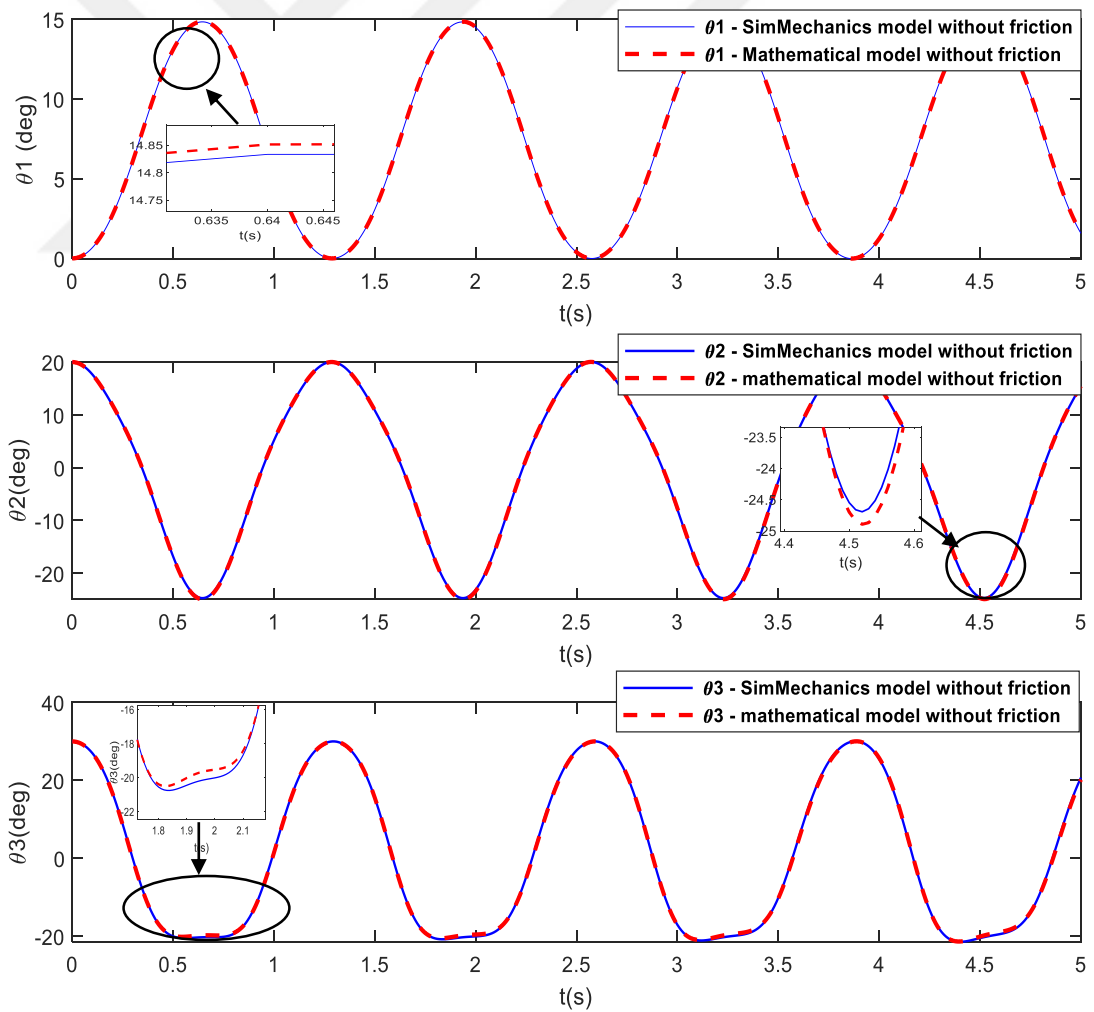 θ1 - SimMechanics model without friction
θ1 - Mathematical model without friction
15
10
5
0
θ1 (deg)
14.85
14.8
14.75
0.635 0.64 0.645
t(s)
0 0.5 1 1.5 2 2.5 3 3.5 4 4.5 5
t(s)
θ2 - SimMechanics model without friction
θ2 - mathematical model without friction
20
10
0
-10
-20
θ2(deg)
-23.5
-24
-24.5
-25
4.4 4.5 4.6
t(s)
0 0.5 1 1.5 2 2.5 3 3.5 4 4.5 5
t(s)
θ3 - SimMechanics model without friction
θ3 - mathematical model without friction
40
20
0
-20
θ3(deg)
-16
-18
-20
-22
θ3(deg)
1.8 1.9 2 2.1
t(s)
0 0.5 1 1.5 2 2.5 3 3.5 4 4.5 5
t(s)